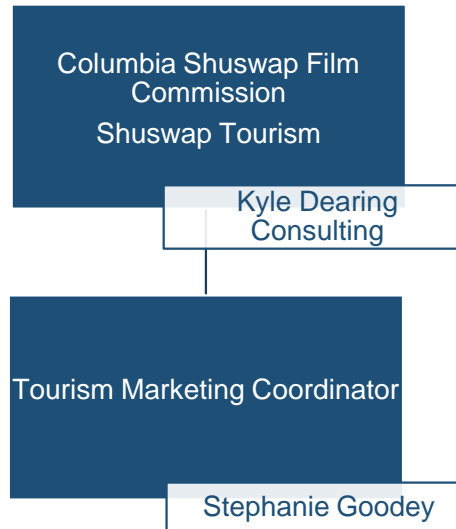 Columbia Shuswap Film
Commission
Shuswap Tourism
Kyle Dearing
Consulting
Tourism Marketing Coordinator
Stephanie Goodey